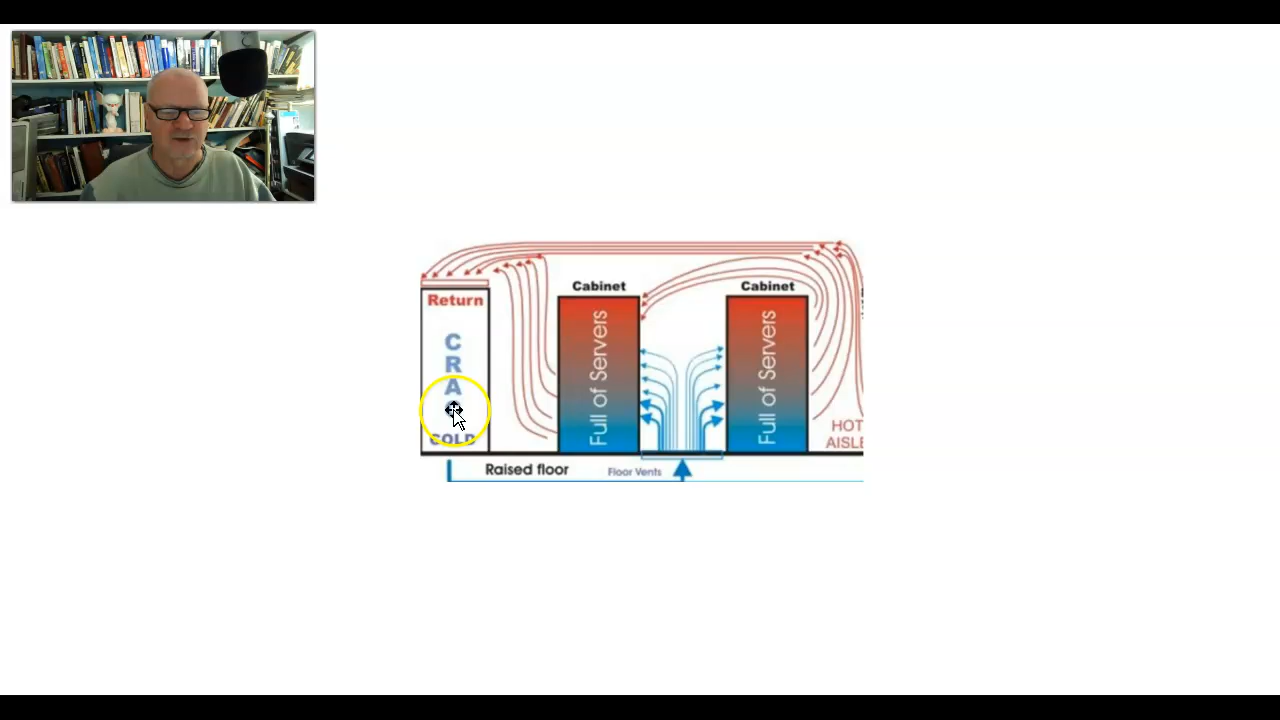 Cabinet
Cabinet
Return
C
R
A
COLD
Full of Servers
Full of Servers
HOT
AISLE
Raised floor
Floor Vents